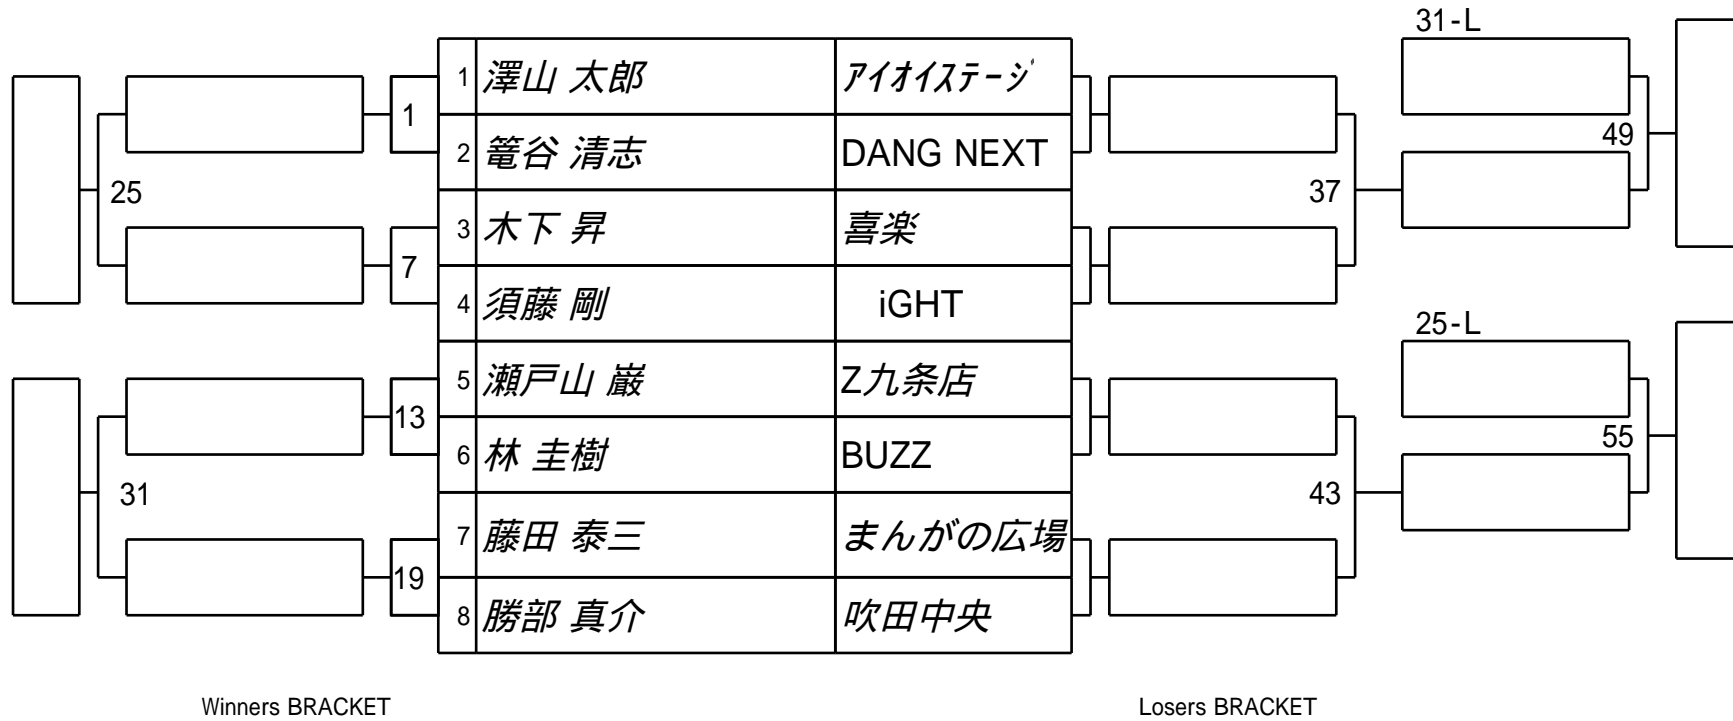 31-L
1 澤山 太郎 ｱｲｵｲｽﾃｰｼﾞ
1
2 篭谷 清志 DANG NEXT
49
25
37
3 木下 昇 喜楽
7
4 須藤 剛 iGHT
25-L
5 瀬戸山 巌 Z九条店
13
55
6 林 圭樹 BUZZ
31
43
7 藤田 泰三 まんがの広場
19
8 勝部 真介 吹田中央
Winners BRACKET
Losers BRACKET